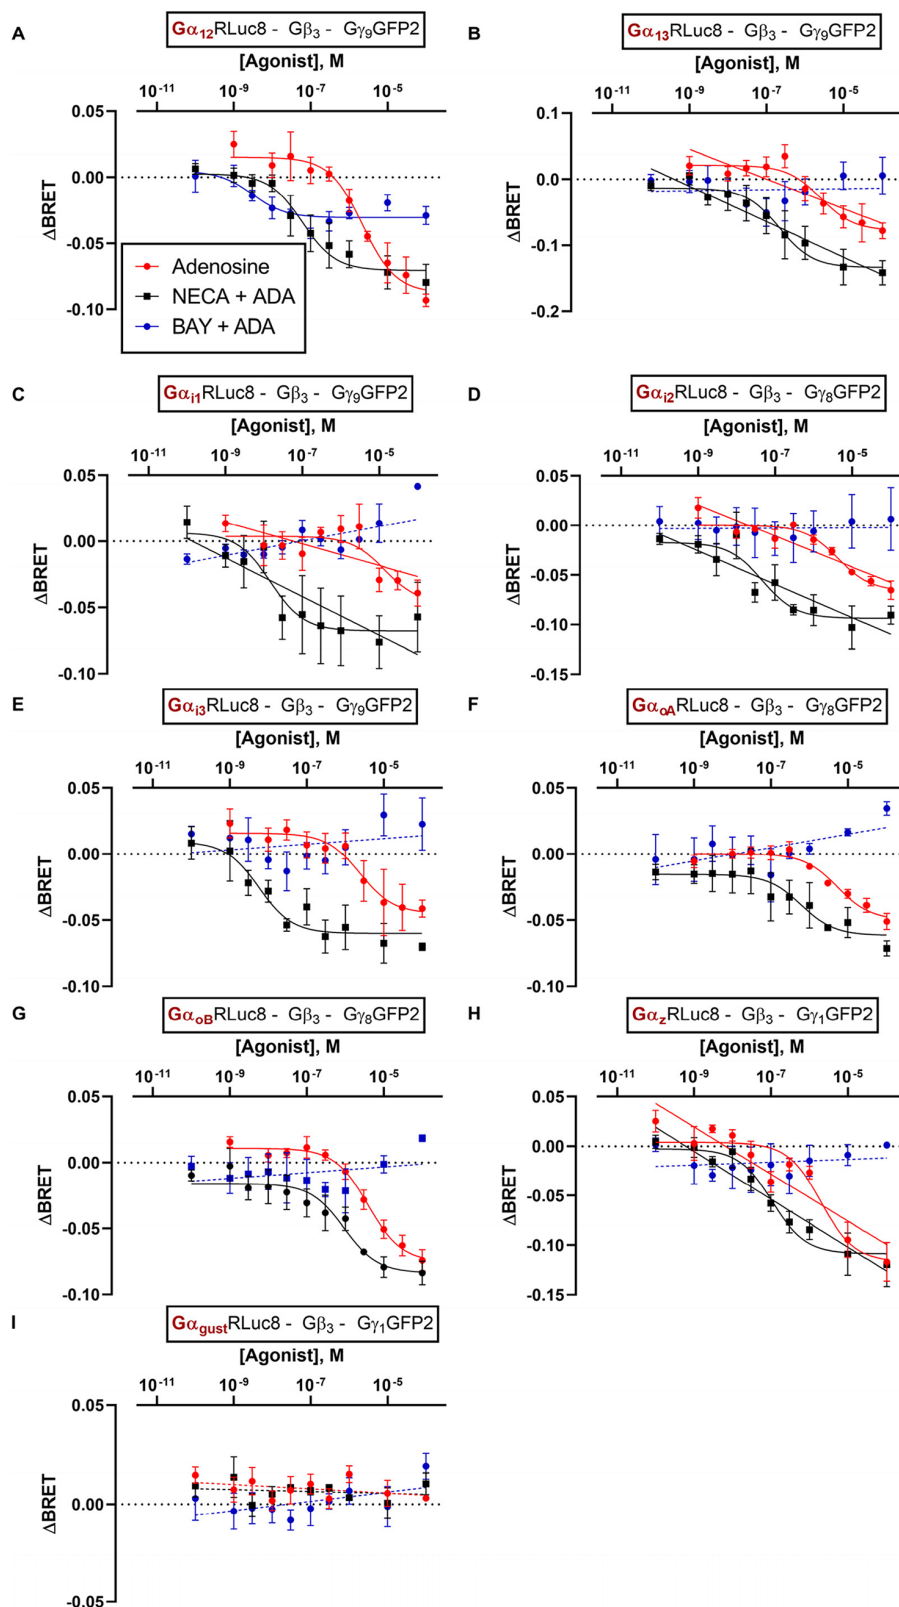 A
Gα12RLuc8 - Gβ3 - Gγ9GFP2
[Agonist], M
10-11 10-9 10-7 10-5
0.05
0.00
-0.05
-0.10
ΔBRET
Adenosine
NECA + ADA
BAY + ADA
B
Gα13RLuc8 - Gβ3 - Gγ9GFP2
[Agonist], M
10-11 10-9 10-7 10-5
0.1
0.0
-0.1
-0.2
ΔBRET
C
Gαi1RLuc8 - Gβ3 - Gγ9GFP2
[Agonist], M
10-11 10-9 10-7 10-5
0.05
0.00
-0.05
-0.10
ΔBRET
D
Gαi2RLuc8 - Gβ3 - Gγ8GFP2
[Agonist], M
10-11 10-9 10-7 10-5
0.05
0.00
-0.05
-0.10
-0.15
ΔBRET
E
Gαi3RLuc8 - Gβ3 - Gγ9GFP2
[Agonist], M
10-11 10-9 10-7 10-5
0.05
0.00
-0.05
-0.10
ΔBRET
F
GαoARLuc8 - Gβ3 - Gγ8GFP2
[Agonist], M
10-11 10-9 10-7 10-5
0.05
0.00
-0.05
-0.10
ΔBRET
G
GαoBRLuc8 - Gβ3 - Gγ8GFP2
[Agonist], M
10-11 10-9 10-7 10-5
0.05
0.00
-0.05
-0.10
ΔBRET
H
GαzRLuc8 - Gβ3 - Gγ1GFP2
[Agonist], M
10-11 10-9 10-7 10-5
0.05
0.00
-0.05
-0.10
-0.15
ΔBRET
I
GαgustRLuc8 - Gβ3 - Gγ1GFP2
[Agonist], M
10-11 10-9 10-7 10-5
0.05
0.00
-0.05
ΔBRET